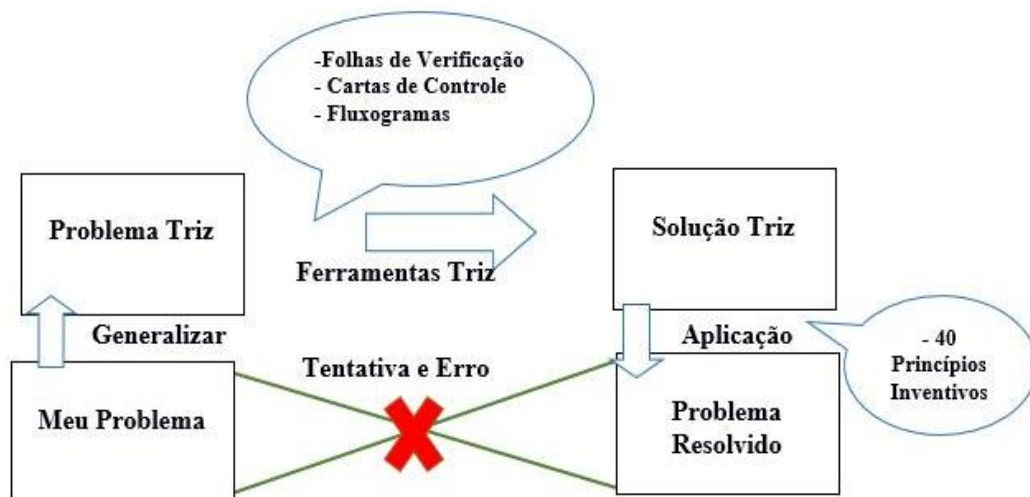 -Folhas de Verificação
- Cartas de Controle
- Fluxogramas
Problema Triz
Solução Triz
Ferramentas Triz
Generalizar
Aplicação
- 40
Princípios
Inventivos
Tentativa e Erro
Meu Problema
Problema
Resolvido